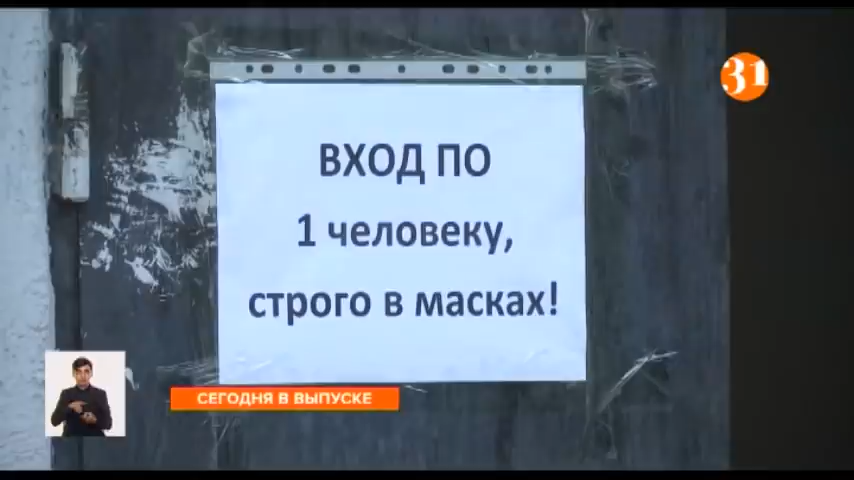 31
ВХОД ПО
1 человеку,
строго в масках!
СЕГОДНЯ В ВЫПУСКЕ